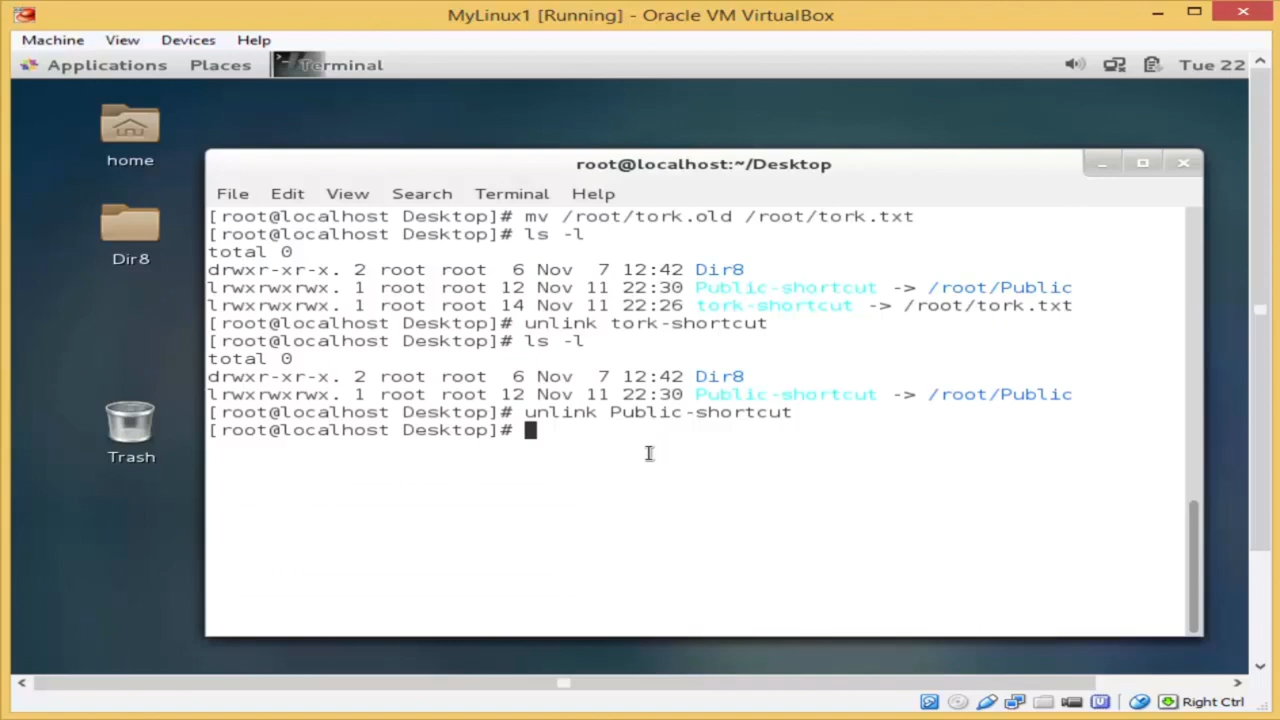 MyLinux1 [Running] - Oracle VM VirtualBox
Machine View Devices Help
Applications Places Terminal Tue 22
home
Dir8
Trash
root@localhost:~/Desktop
File Edit View Search Terminal Help
[root@localhost Desktop]# mv /root/tork.old /root/tork.txt
[root@localhost Desktop]# ls -l
total 0
drwxr-xr-x. 2 root root  6 Nov  7 12:42 Dir8
lrwxrwxrwx. 1 root root 12 Nov 11 22:30 Public-shortcut -> /root/Public
lrwxrwxrwx. 1 root root 14 Nov 11 22:26 tork-shortcut -> /root/tork.txt
[root@localhost Desktop]# unlink tork-shortcut
[root@localhost Desktop]# ls -l
total 0
drwxr-xr-x. 2 root root  6 Nov  7 12:42 Dir8
lrwxrwxrwx. 1 root root 12 Nov 11 22:30 Public-shortcut -> /root/Public
[root@localhost Desktop]# unlink Public-shortcut
[root@localhost Desktop]#
Right Ctrl